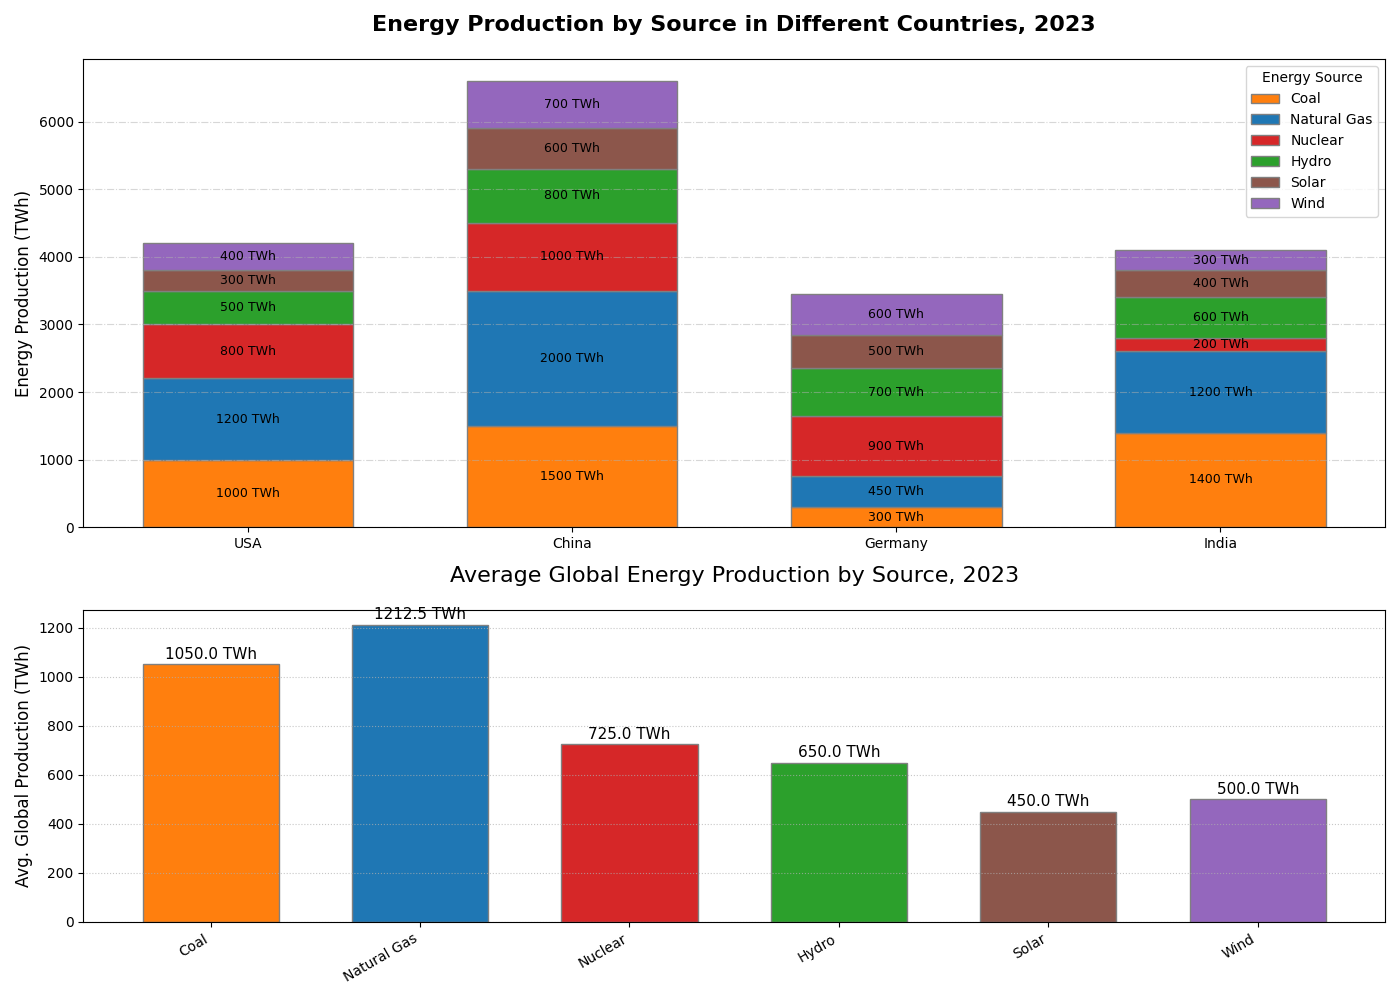 Energy Production by Source in Different Countries, 2023
Energy Production (TWh)
6000
5000
4000
3000
2000
1000
0
Energy Source
Coal
Natural Gas
Nuclear
Hydro
Solar
Wind
400 TWh
300 TWh
500 TWh
800 TWh
1200 TWh
1000 TWh
700 TWh
600 TWh
800 TWh
1000 TWh
2000 TWh
1500 TWh
600 TWh
500 TWh
700 TWh
900 TWh
450 TWh
300 TWh
300 TWh
400 TWh
600 TWh
200 TWh
1200 TWh
1400 TWh
USA
China
Germany
India
Average Global Energy Production by Source, 2023
Avg. Global Production (TWh)
1200
1000
800
600
400
200
0
1050.0 TWh
1212.5 TWh
725.0 TWh
650.0 TWh
450.0 TWh
500.0 TWh
Coal
Natural Gas
Nuclear
Hydro
Solar
Wind